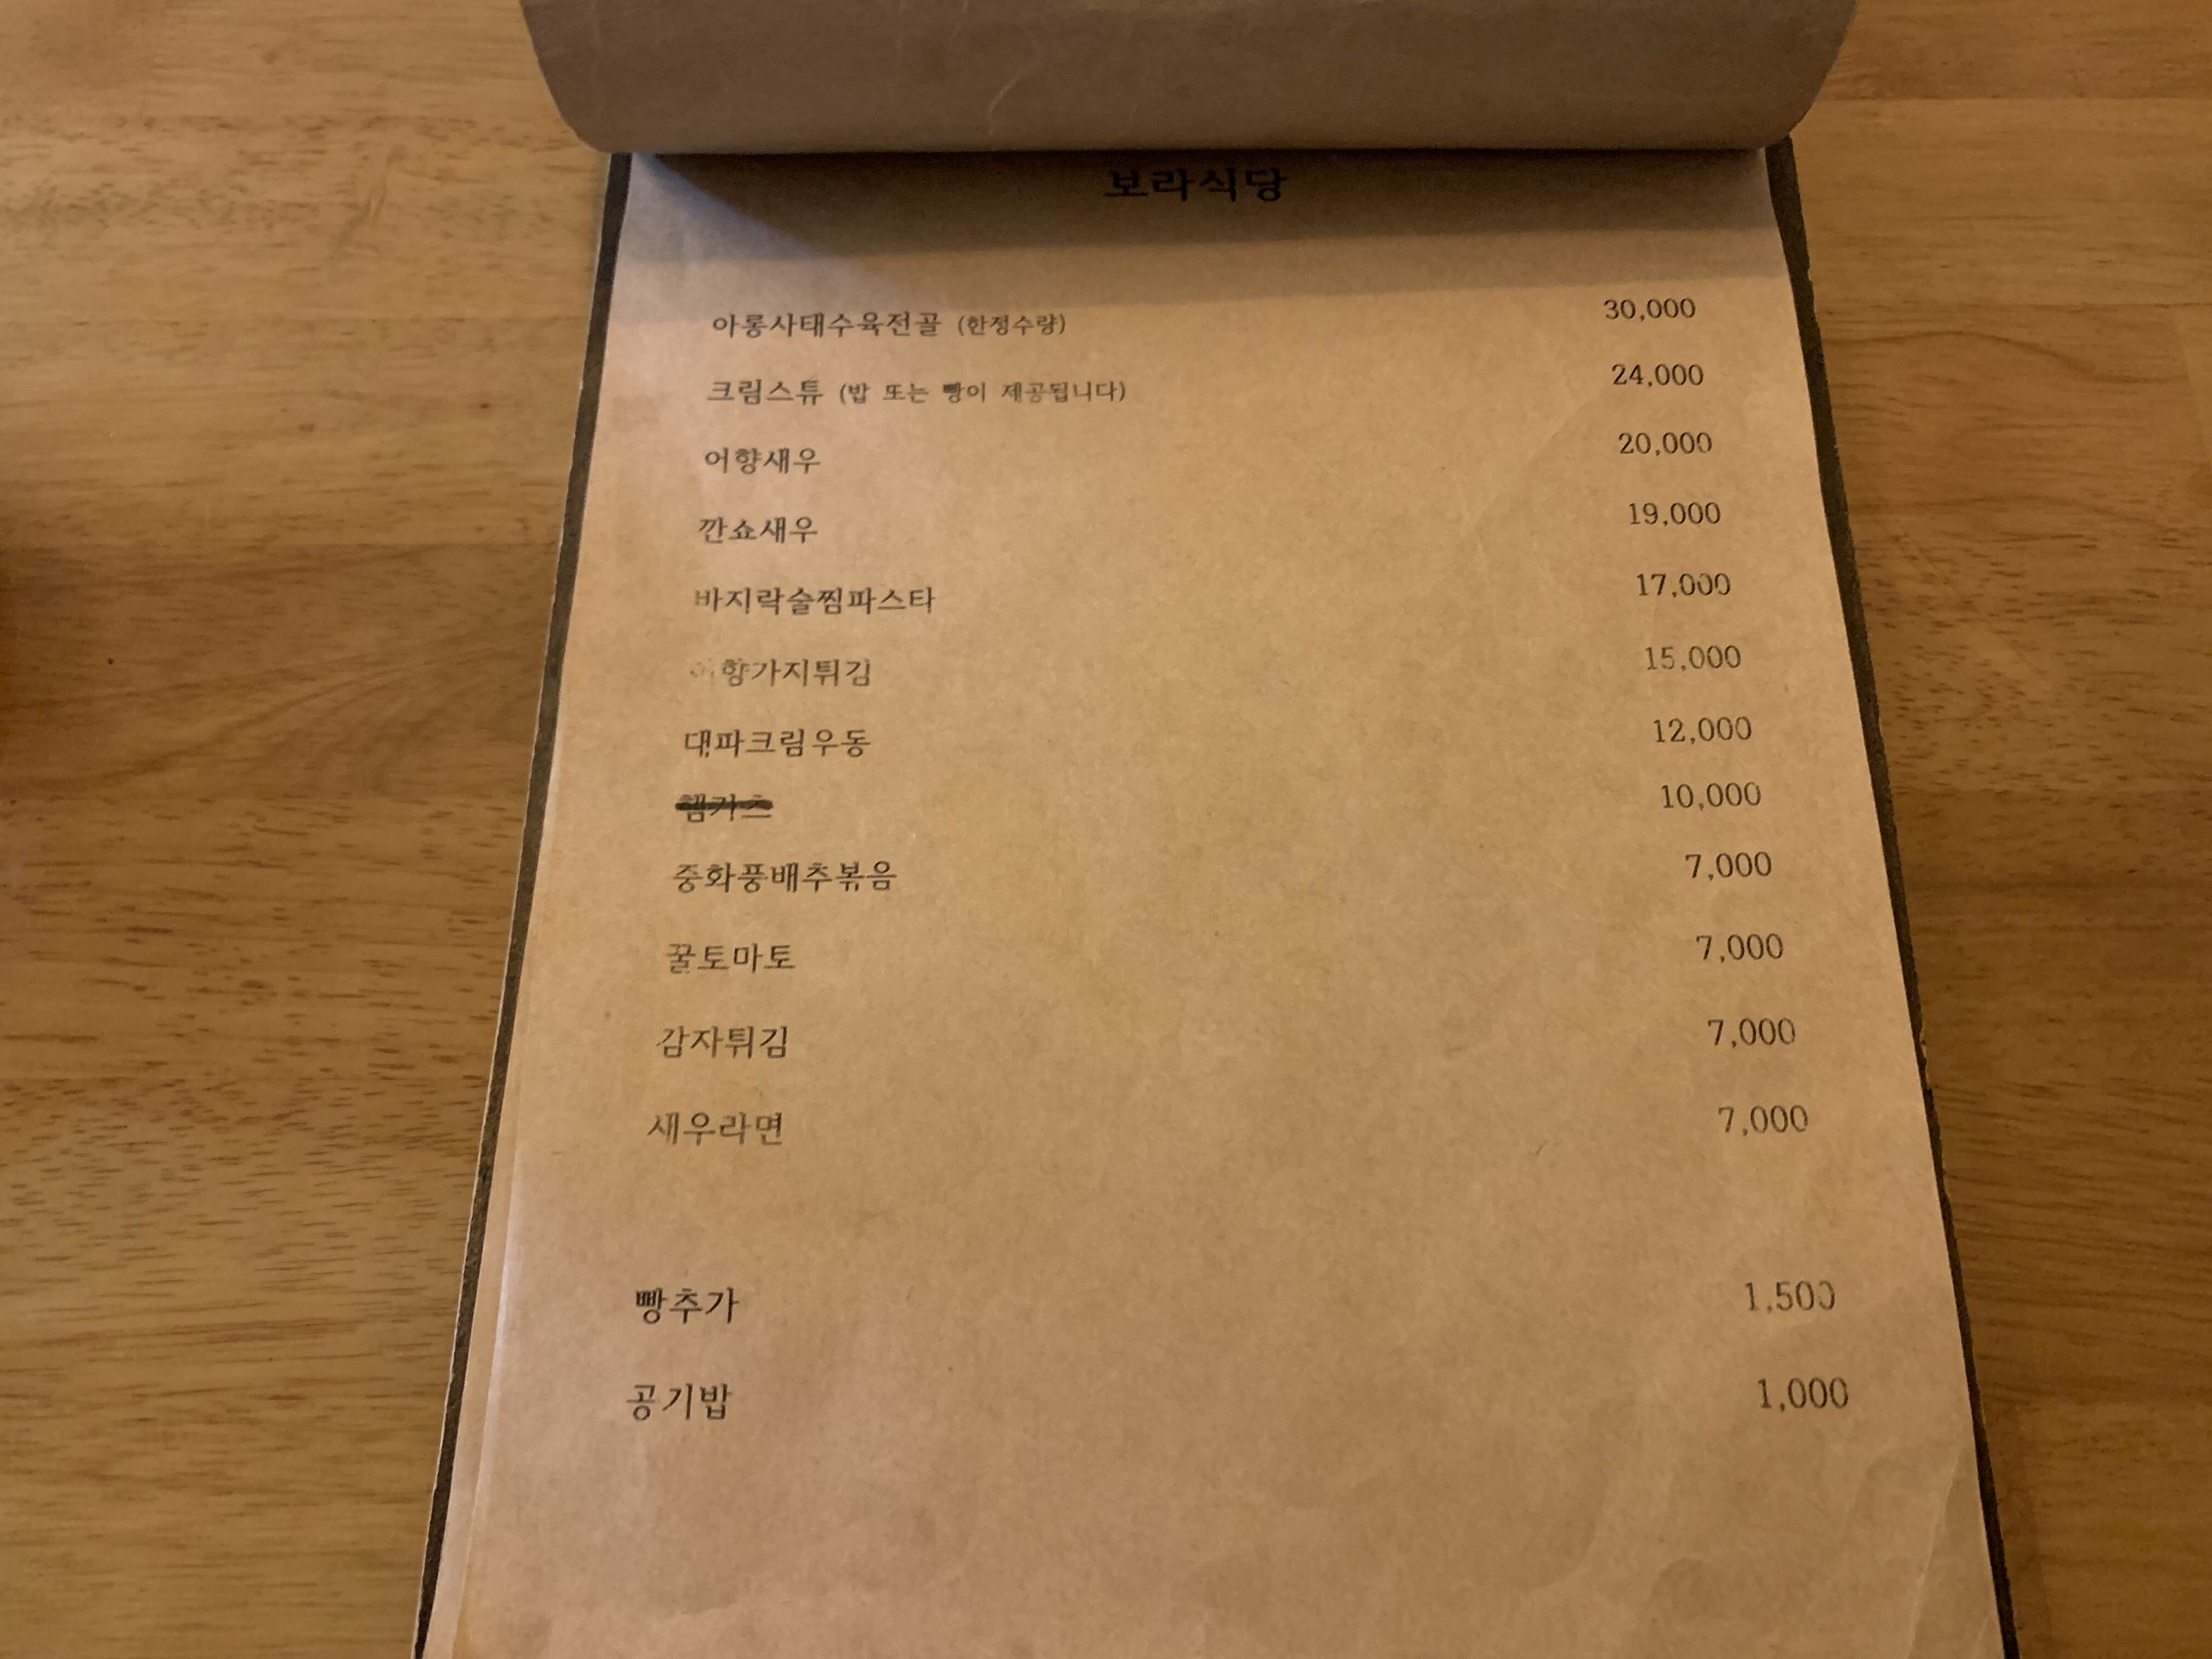 보라식당
아롱사태수육전골 (한정수량) 30,000
크림스튜 (밥 또는 빵이 제공됩니다) 24,000
어향새우 20,000
깐쇼새우 19,000
바지락술찜파스타 17,000
어향가지튀김 15,000
대파크림우동 12,000
햄카츠 10,000
중화풍배추볶음 7,000
꿀토마토 7,000
감자튀김 7,000
새우라면 7,000
빵추가 1,500
공기밥 1,000